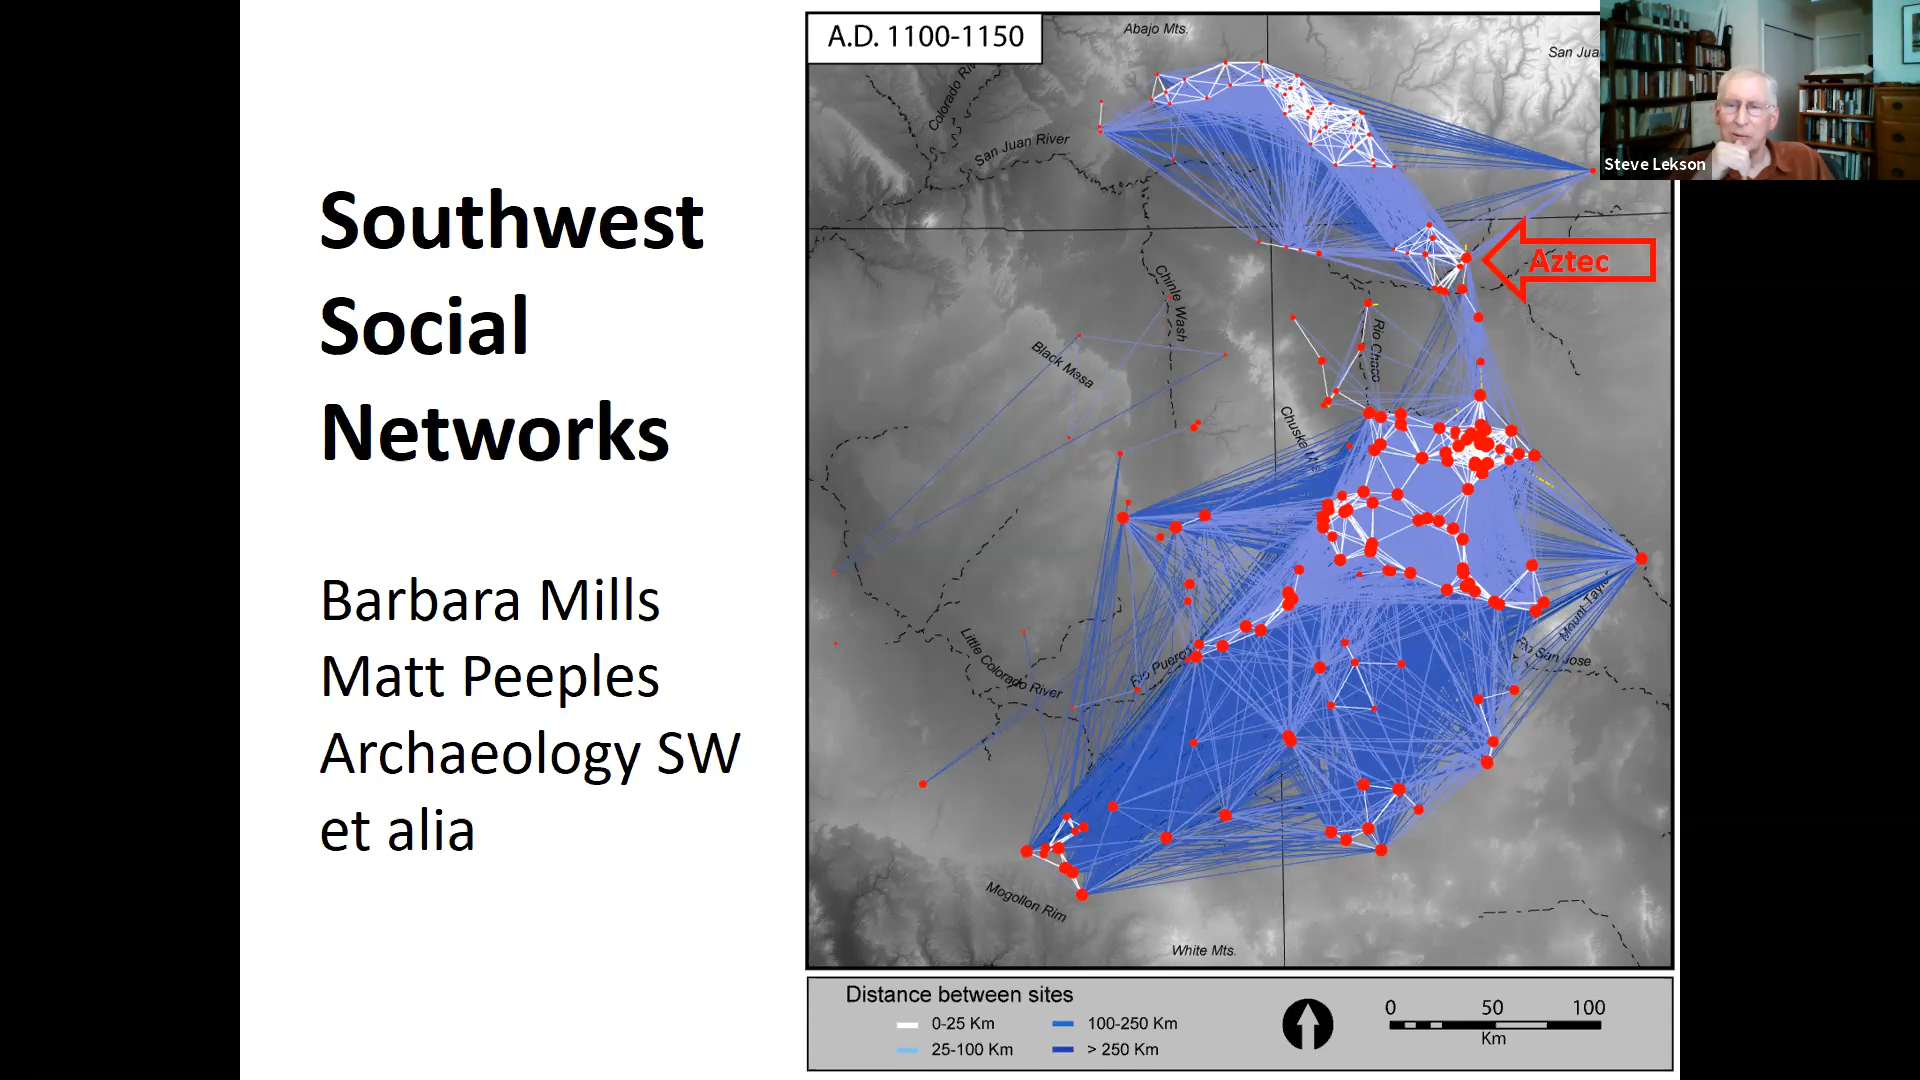 Southwest
Social
Networks
Barbara Mills
Matt Peeples
Archaeology SW
et alia
A.D. 1100-1150
Abajo Mts.
San Jua
Steve Lekson
Colorado Riv
San Juan River
Aztec
Chinle Wash
Rio Chaco
Black Mesa
Chuska
Mount Taylor
San Jose
Little Colorado River
Rio Puerco
Mogollon Rim
White Mts.
Distance between sites
0-25 Km
100-250 Km
25-100 Km
> 250 Km
0 50 100
Km